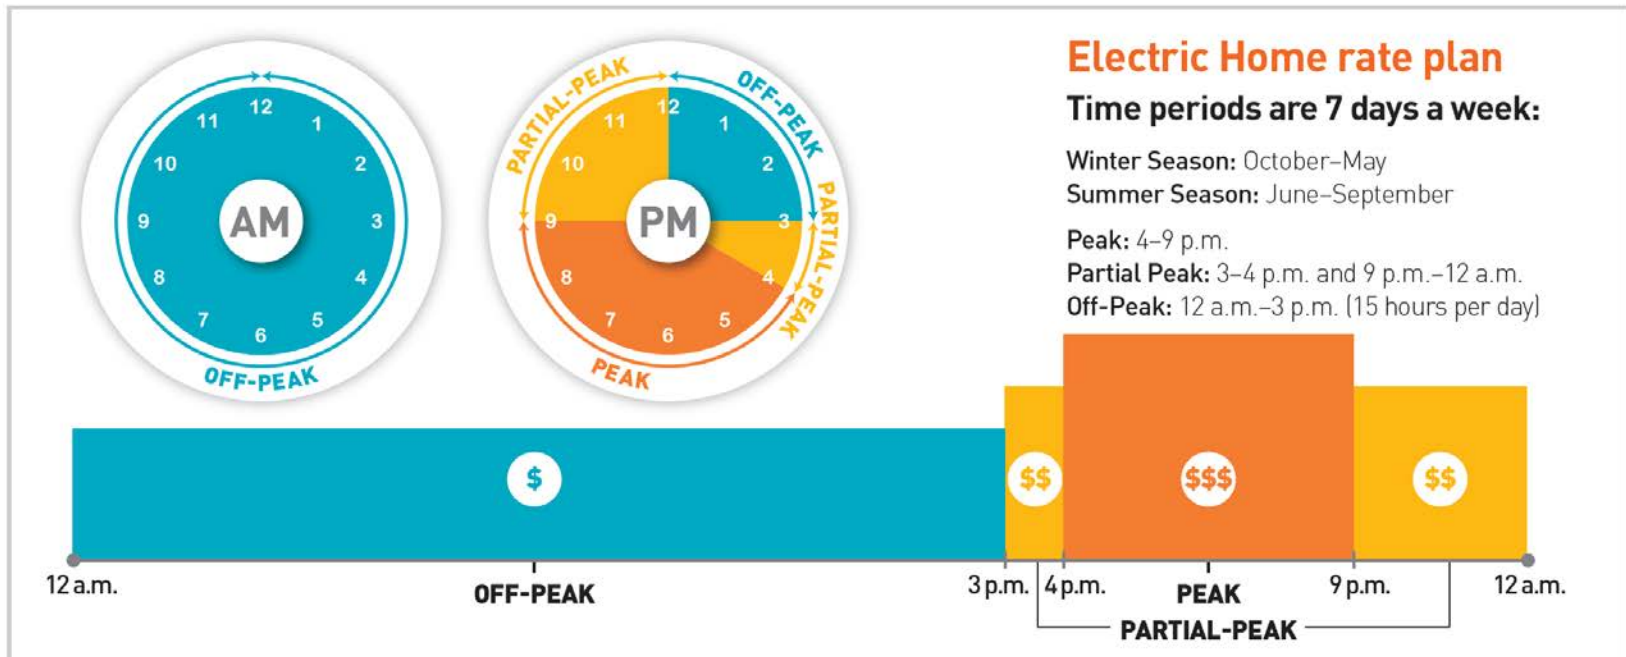 Electric Home rate plan
Time periods are 7 days a week:
Winter Season: October–May
Summer Season: June–September
Peak: 4–9 p.m.
Partial Peak: 3–4 p.m. and 9 p.m.–12 a.m.
Off-Peak: 12 a.m.–3 p.m. (15 hours per day)
12
1
2
3
4
5
6
7
8
9
10
11
AM
OFF-PEAK
PARTIAL-PEAK
OFF-PEAK
PARTIAL-PEAK
PEAK
12
1
2
3
4
5
6
7
8
9
10
11
PM
$
$$
$$$
$$
12 a.m.
OFF-PEAK
3 p.m.
4 p.m.
PEAK
9 p.m.
12 a.m.
PARTIAL-PEAK